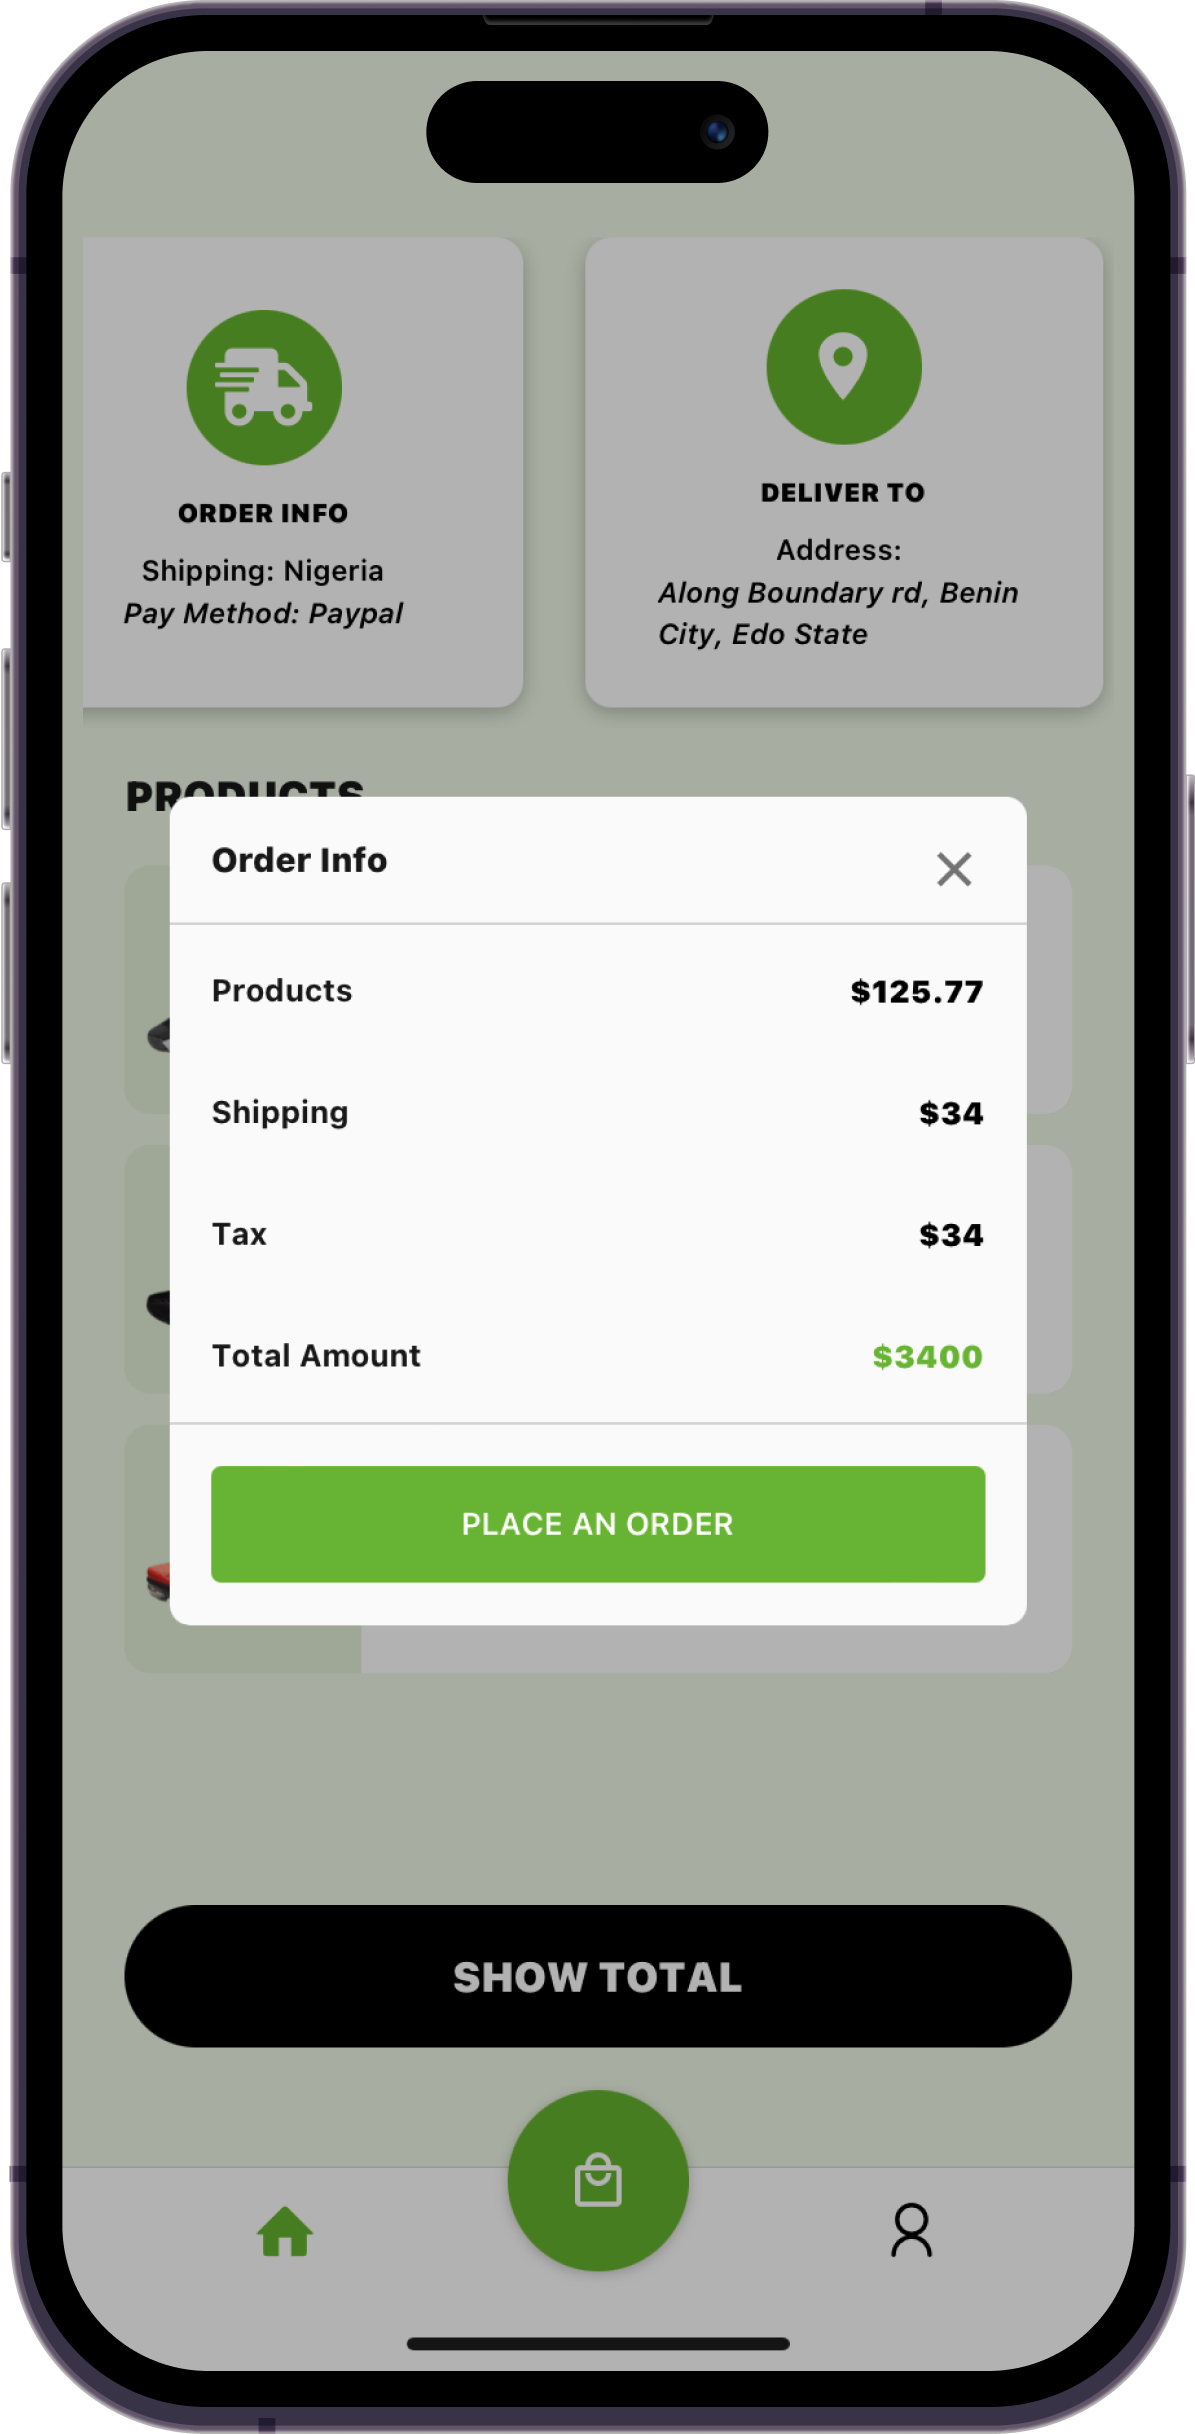 ORDER INFO
Shipping: Nigeria
Pay Method: Paypal
DELIVER TO
Address:
Along Boundary rd, Benin
City, Edo State
PRODUCTS
Order Info
Products $125.77
Shipping $34
Tax $34
Total Amount $3400
PLACE AN ORDER
SHOW TOTAL